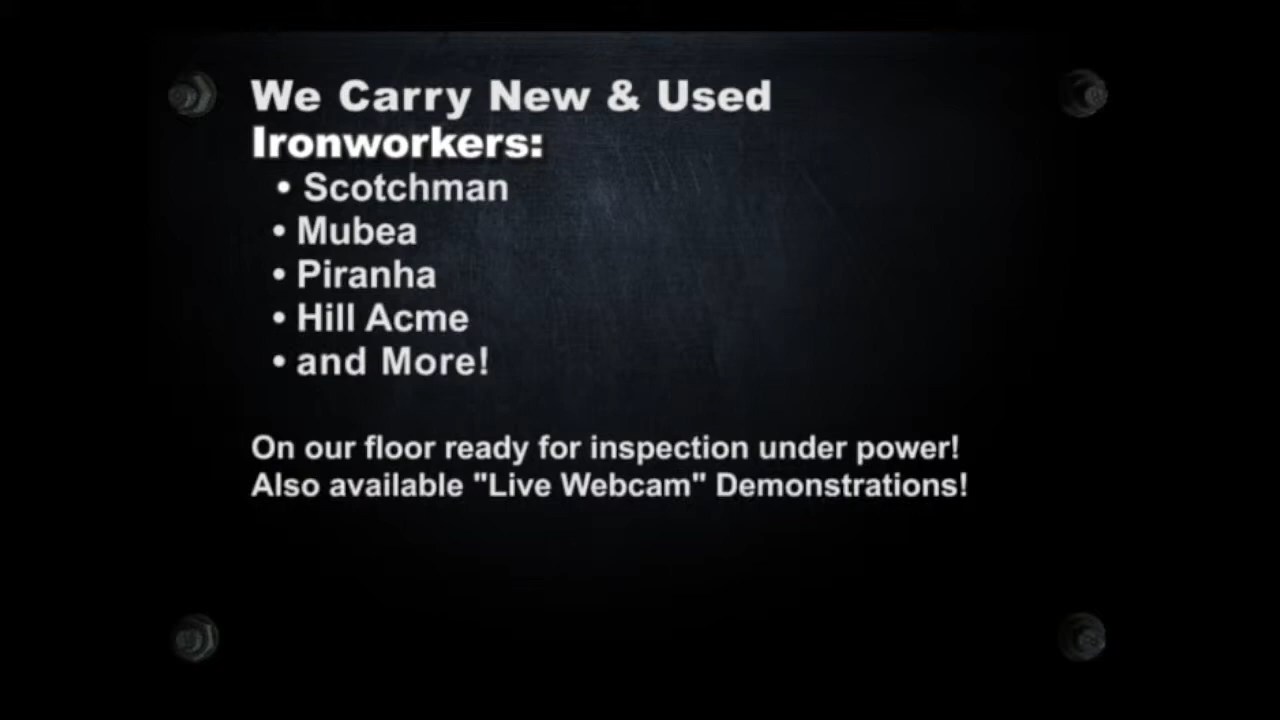 We Carry New & Used
Ironworkers:
• Scotchman
• Mubea
• Piranha
• Hill Acme
• and More!
On our floor ready for inspection under power!
Also available "Live Webcam" Demonstrations!